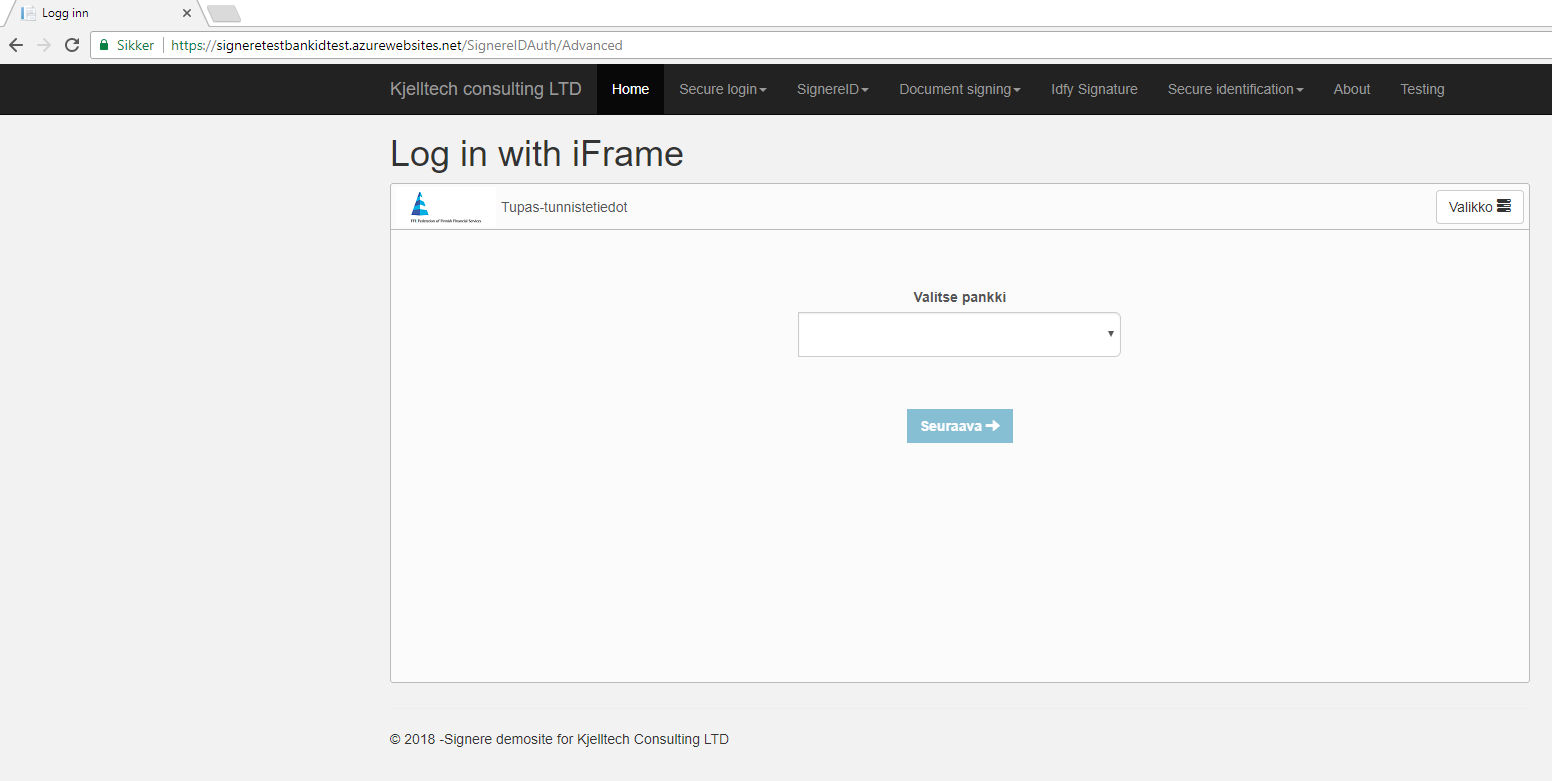 Logg inn
Sikker https://signeretestbankidtest.azurewebsites.net/SignereIDAuth/Advanced
Kjelltech consulting LTD Home Secure login SignereID Document signing Idfy Signature Secure identification About Testing
Log in with iFrame
FFI Federation of Finnish Financial Services
Tupas-tunnistetiedot Valikko
Valitse pankki
Seuraava
© 2018 -Signere demosite for Kjelltech Consulting LTD